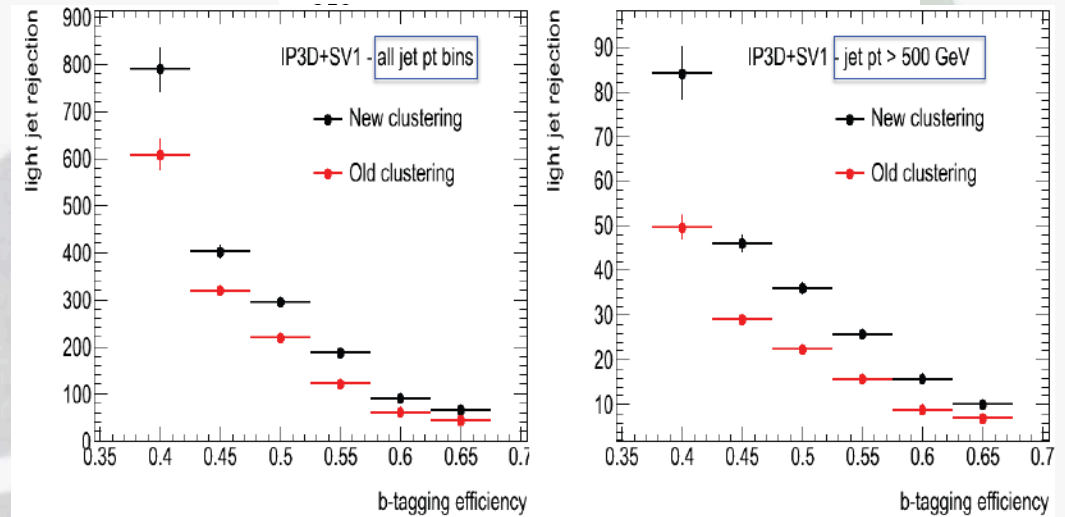 900
800
700
600
500
400
300
200
100
0
light jet rejection
IP3D+SV1 - all jet pt bins
New clustering
Old clustering
0.35 0.4 0.45 0.5 0.55 0.6 0.65 0.7
b-tagging efficiency
90
80
70
60
50
40
30
20
10
light jet rejection
IP3D+SV1 - jet pt > 500 GeV
New clustering
Old clustering
0.35 0.4 0.45 0.5 0.55 0.6 0.65 0.7
b-tagging efficiency